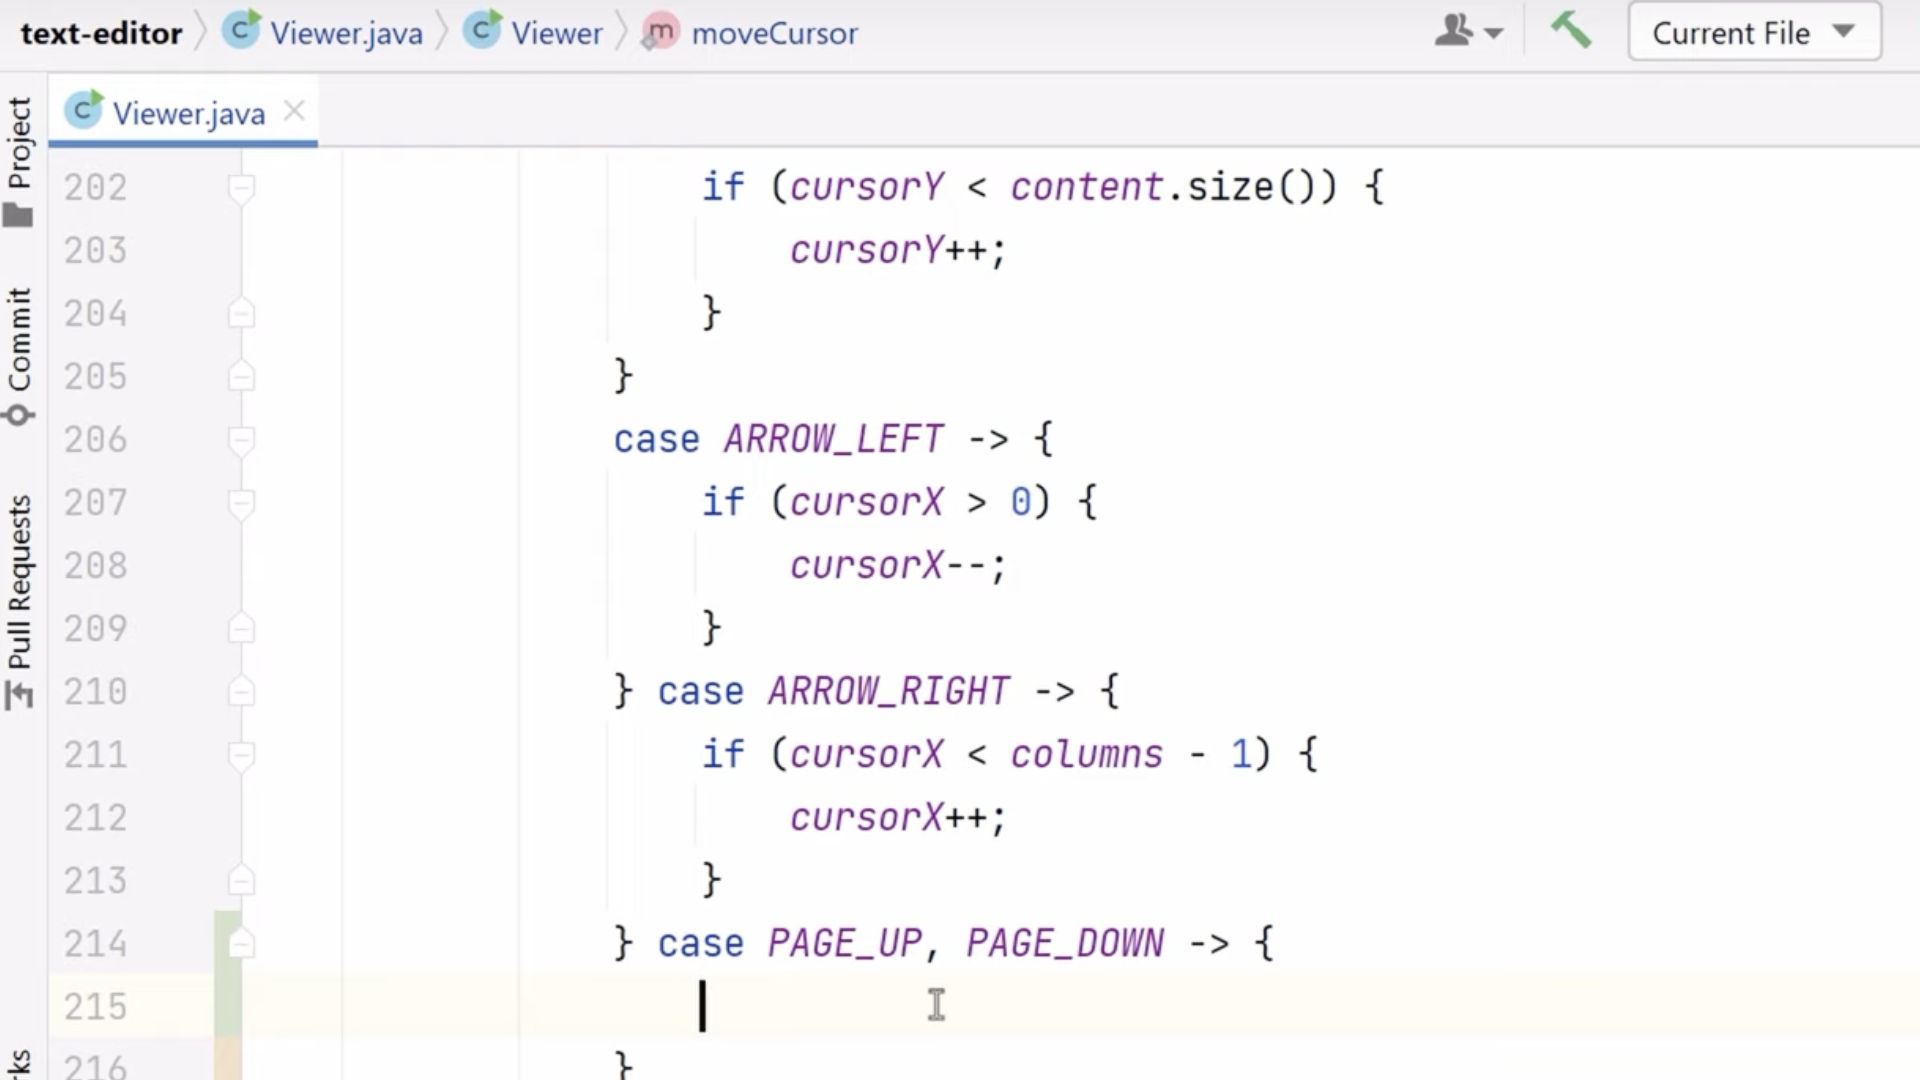 text-editor Viewer.java Viewer moveCursor Current File
Viewer.java
Project
Commit
Pull Requests
202 if (cursorY < content.size()) {
203 cursorY++;
204 }
205 }
206 case ARROW_LEFT -> {
207 if (cursorX > 0) {
208 cursorX--;
209 }
210 } case ARROW_RIGHT -> {
211 if (cursorX < columns - 1) {
212 cursorX++;
213 }
214 } case PAGE_UP, PAGE_DOWN -> {
215
216 }